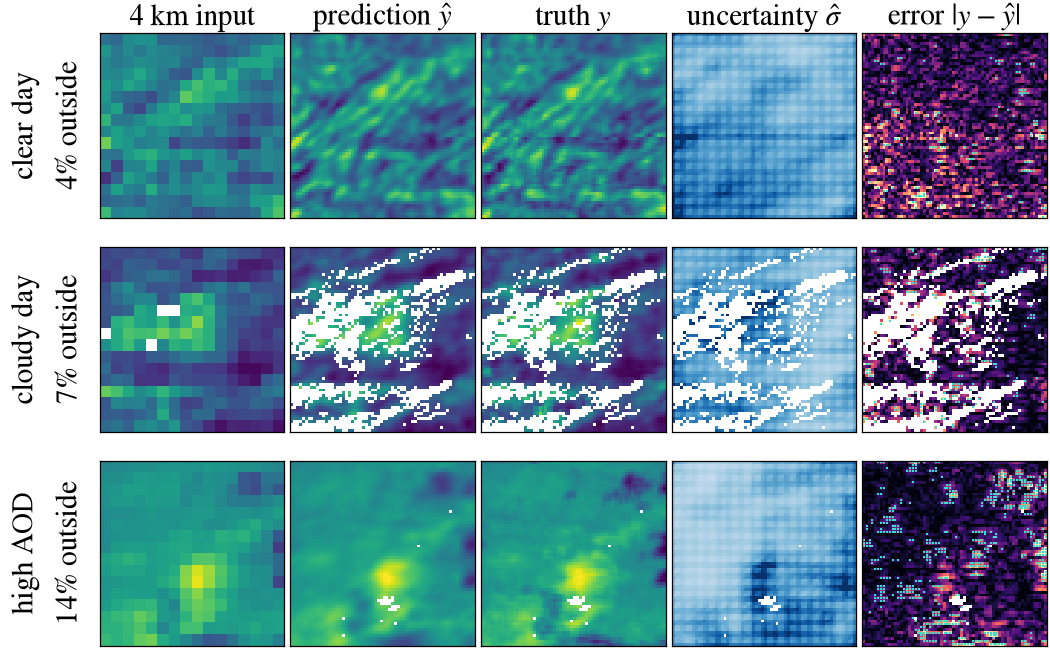 4 km input
prediction ŷ
truth y
uncertainty σ̂
error |y − ŷ|
clear day
4% outside
cloudy day
7% outside
high AOD
14% outside